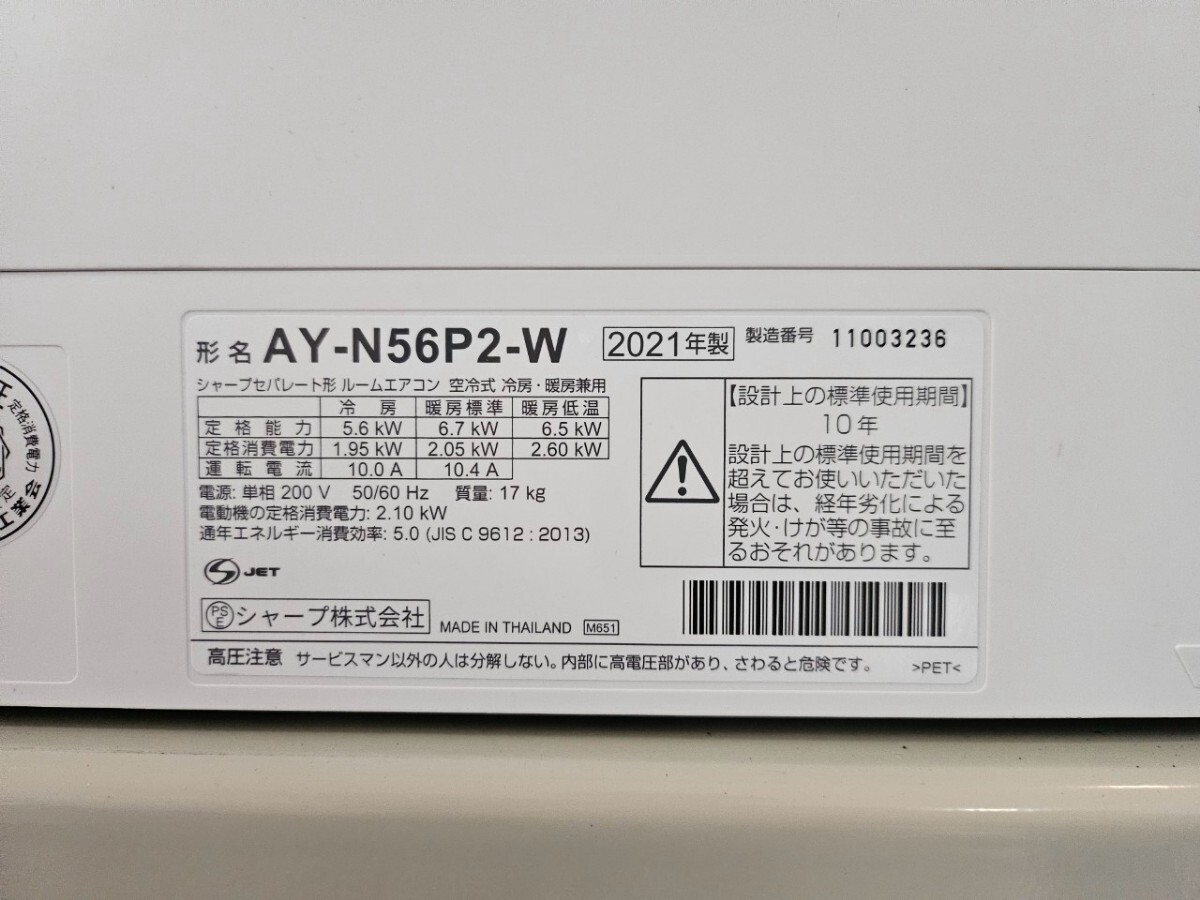 形名 AY-N56P2-W 2021年製 製造番号 11003236
シャープセパレート形 ルームエアコン 空冷式 冷房・暖房兼用
冷 房 暖房標準 暖房低温
定格能力 5.6 kW 6.7 kW 6.5 kW
定格消費電力 1.95 kW 2.05 kW 2.60 kW
運転電流 10.0 A 10.4 A
電源: 単相 200 V 50/60 Hz 質量: 17 kg
電動機の定格消費電力: 2.10 kW
通年エネルギー消費効率: 5.0 (JIS C 9612 : 2013)
S JET
PSE シャープ株式会社 MADE IN THAILAND M651
【設計上の標準使用期間】
10年
設計上の標準使用期間を
超えてお使いいただいた
場合は、経年劣化による
発火・けが等の事故に至
るおそれがあります。
高圧注意 サービスマン以外の人は分解しない。内部に高電圧部があり、さわると危険です。 >PET<
定格消費電力